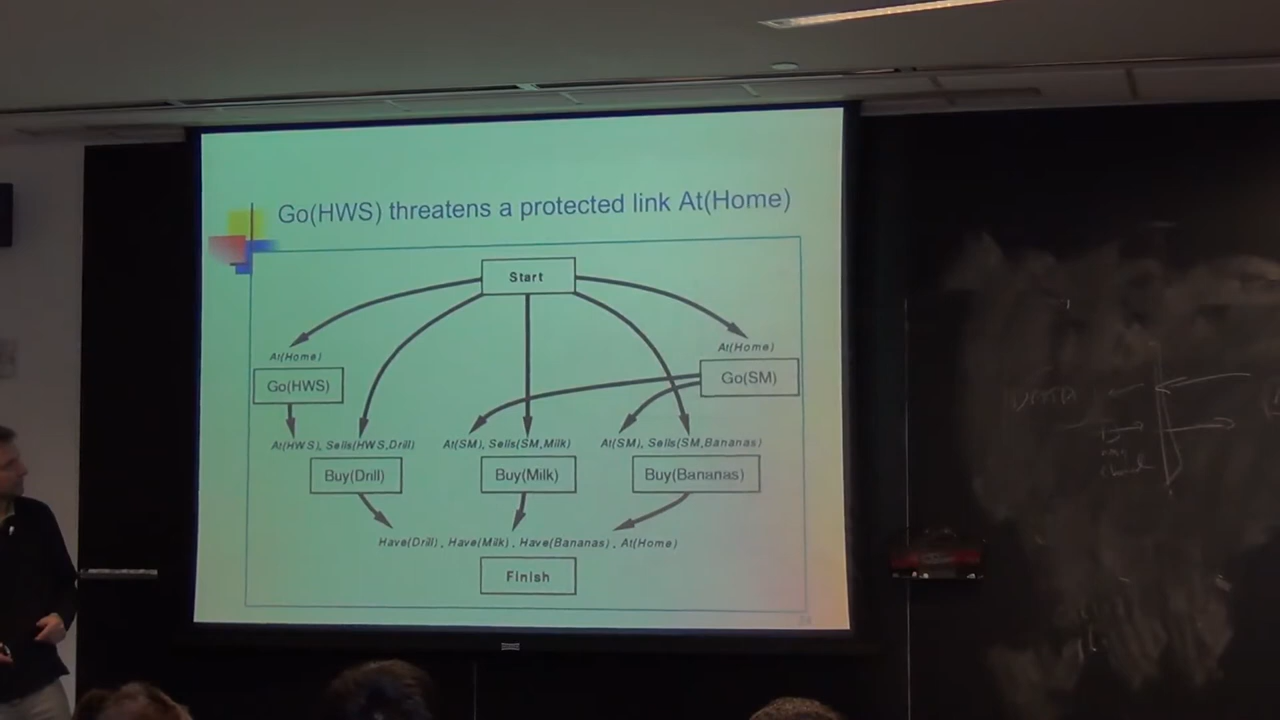 Go(HWS) threatens a protected link At(Home)
Start
At(Home)
At(Home)
Go(HWS)
Go(SM)
At(HWS), Sells(HWS,Drill)
At(SM), Sells(SM,Milk)
At(SM), Sells(SM,Bananas)
Buy(Drill)
Buy(Milk)
Buy(Bananas)
Have(Drill) , Have(Milk) , Have(Bananas) , At(Home)
Finish